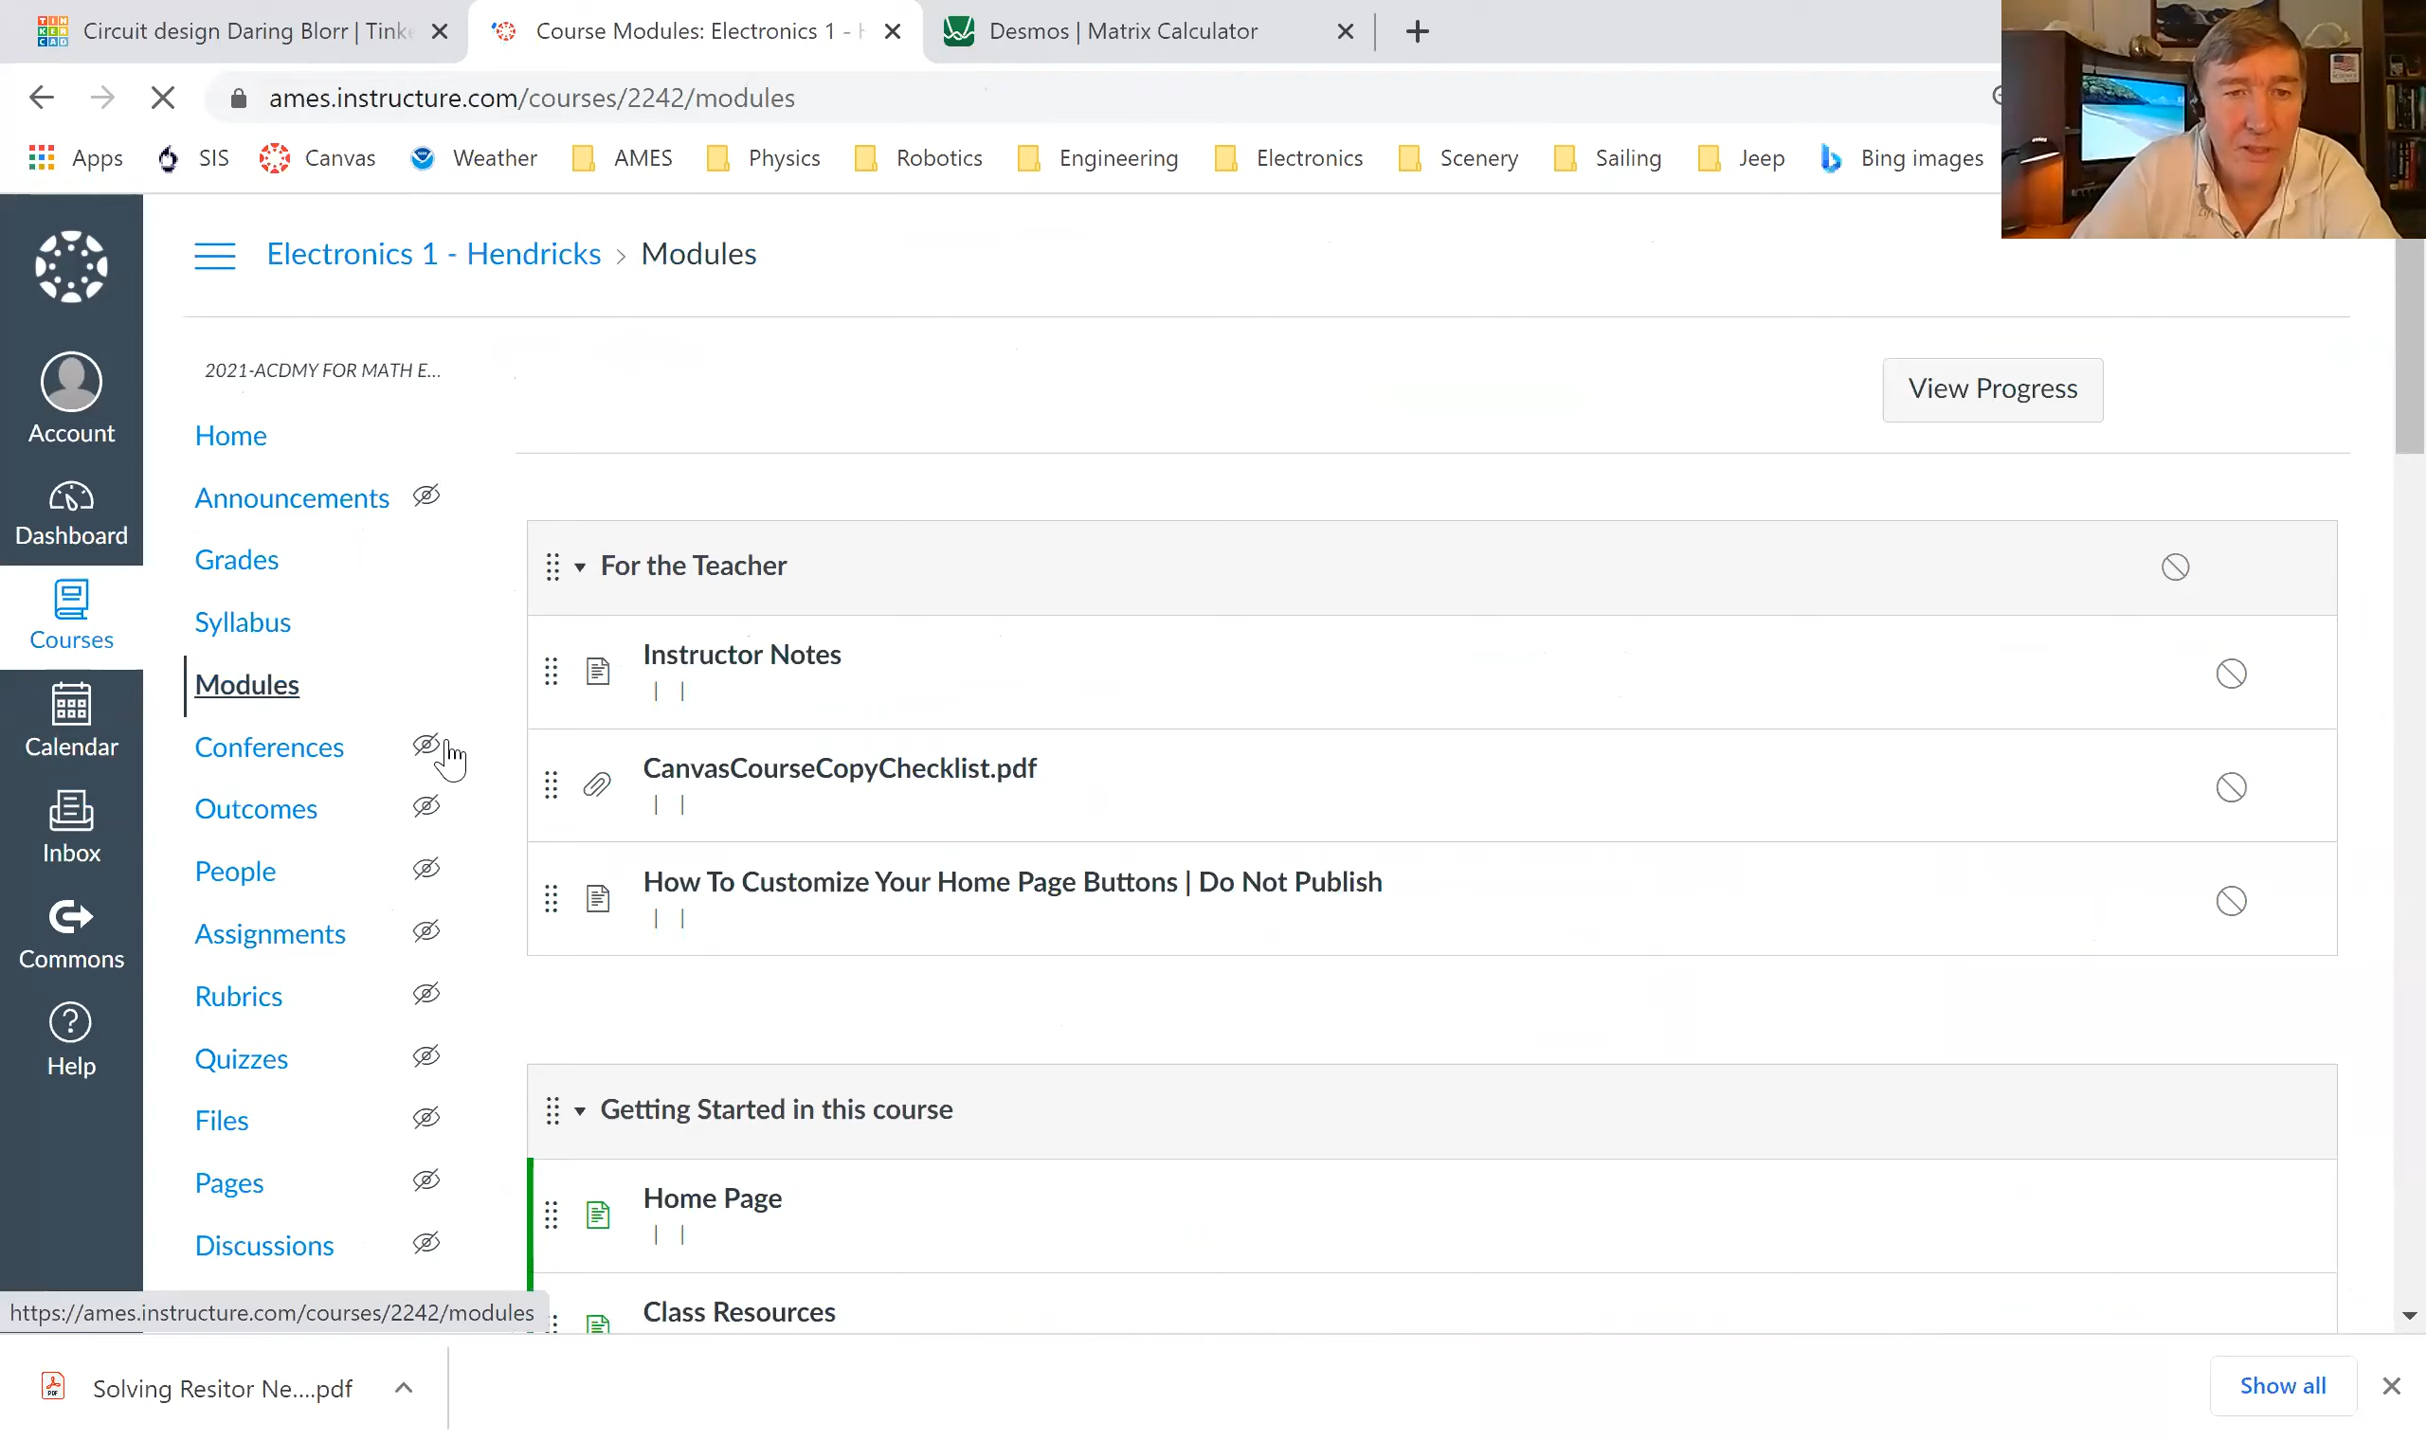 Circuit design Daring Blorr | Tinke
Course Modules: Electronics 1 -
Desmos | Matrix Calculator
ames.instructure.com/courses/2242/modules
Apps
SIS
Canvas
Weather
AMES
Physics
Robotics
Engineering
Electronics
Scenery
Sailing
Jeep
Bing images
Electronics 1 - Hendricks › Modules
2021-ACDMY FOR MATH E...
View Progress
Account
Dashboard
Courses
Calendar
Inbox
Commons
Help
Home
Announcements
Grades
Syllabus
Modules
Conferences
Outcomes
People
Assignments
Rubrics
Quizzes
Files
Pages
Discussions
For the Teacher
Instructor Notes
| |
CanvasCourseCopyChecklist.pdf
| |
How To Customize Your Home Page Buttons | Do Not Publish
| |
Getting Started in this course
Home Page
| |
Class Resources
https://ames.instructure.com/courses/2242/modules
Solving Resitor Ne....pdf
Show all